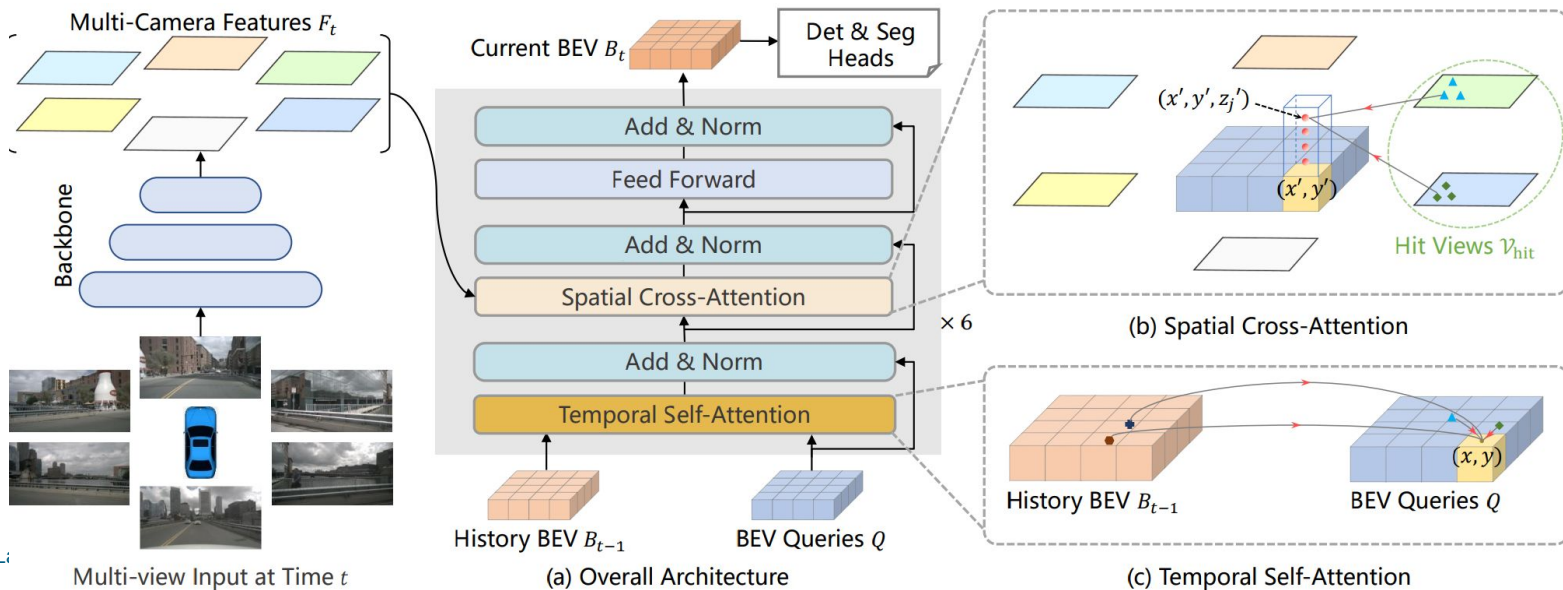 Multi-Camera Features F_t
Backbone
Multi-view Input at Time t
Current BEV B_t
Det & Seg
Heads
Add & Norm
Feed Forward
Add & Norm
Spatial Cross-Attention
× 6
Add & Norm
Temporal Self-Attention
History BEV B_{t−1}
BEV Queries Q
(a) Overall Architecture
(x′, y′, z_j′)
(x′, y′)
Hit Views 𝒱_hit
(b) Spatial Cross-Attention
(x, y)
History BEV B_{t−1}
BEV Queries Q
(c) Temporal Self-Attention